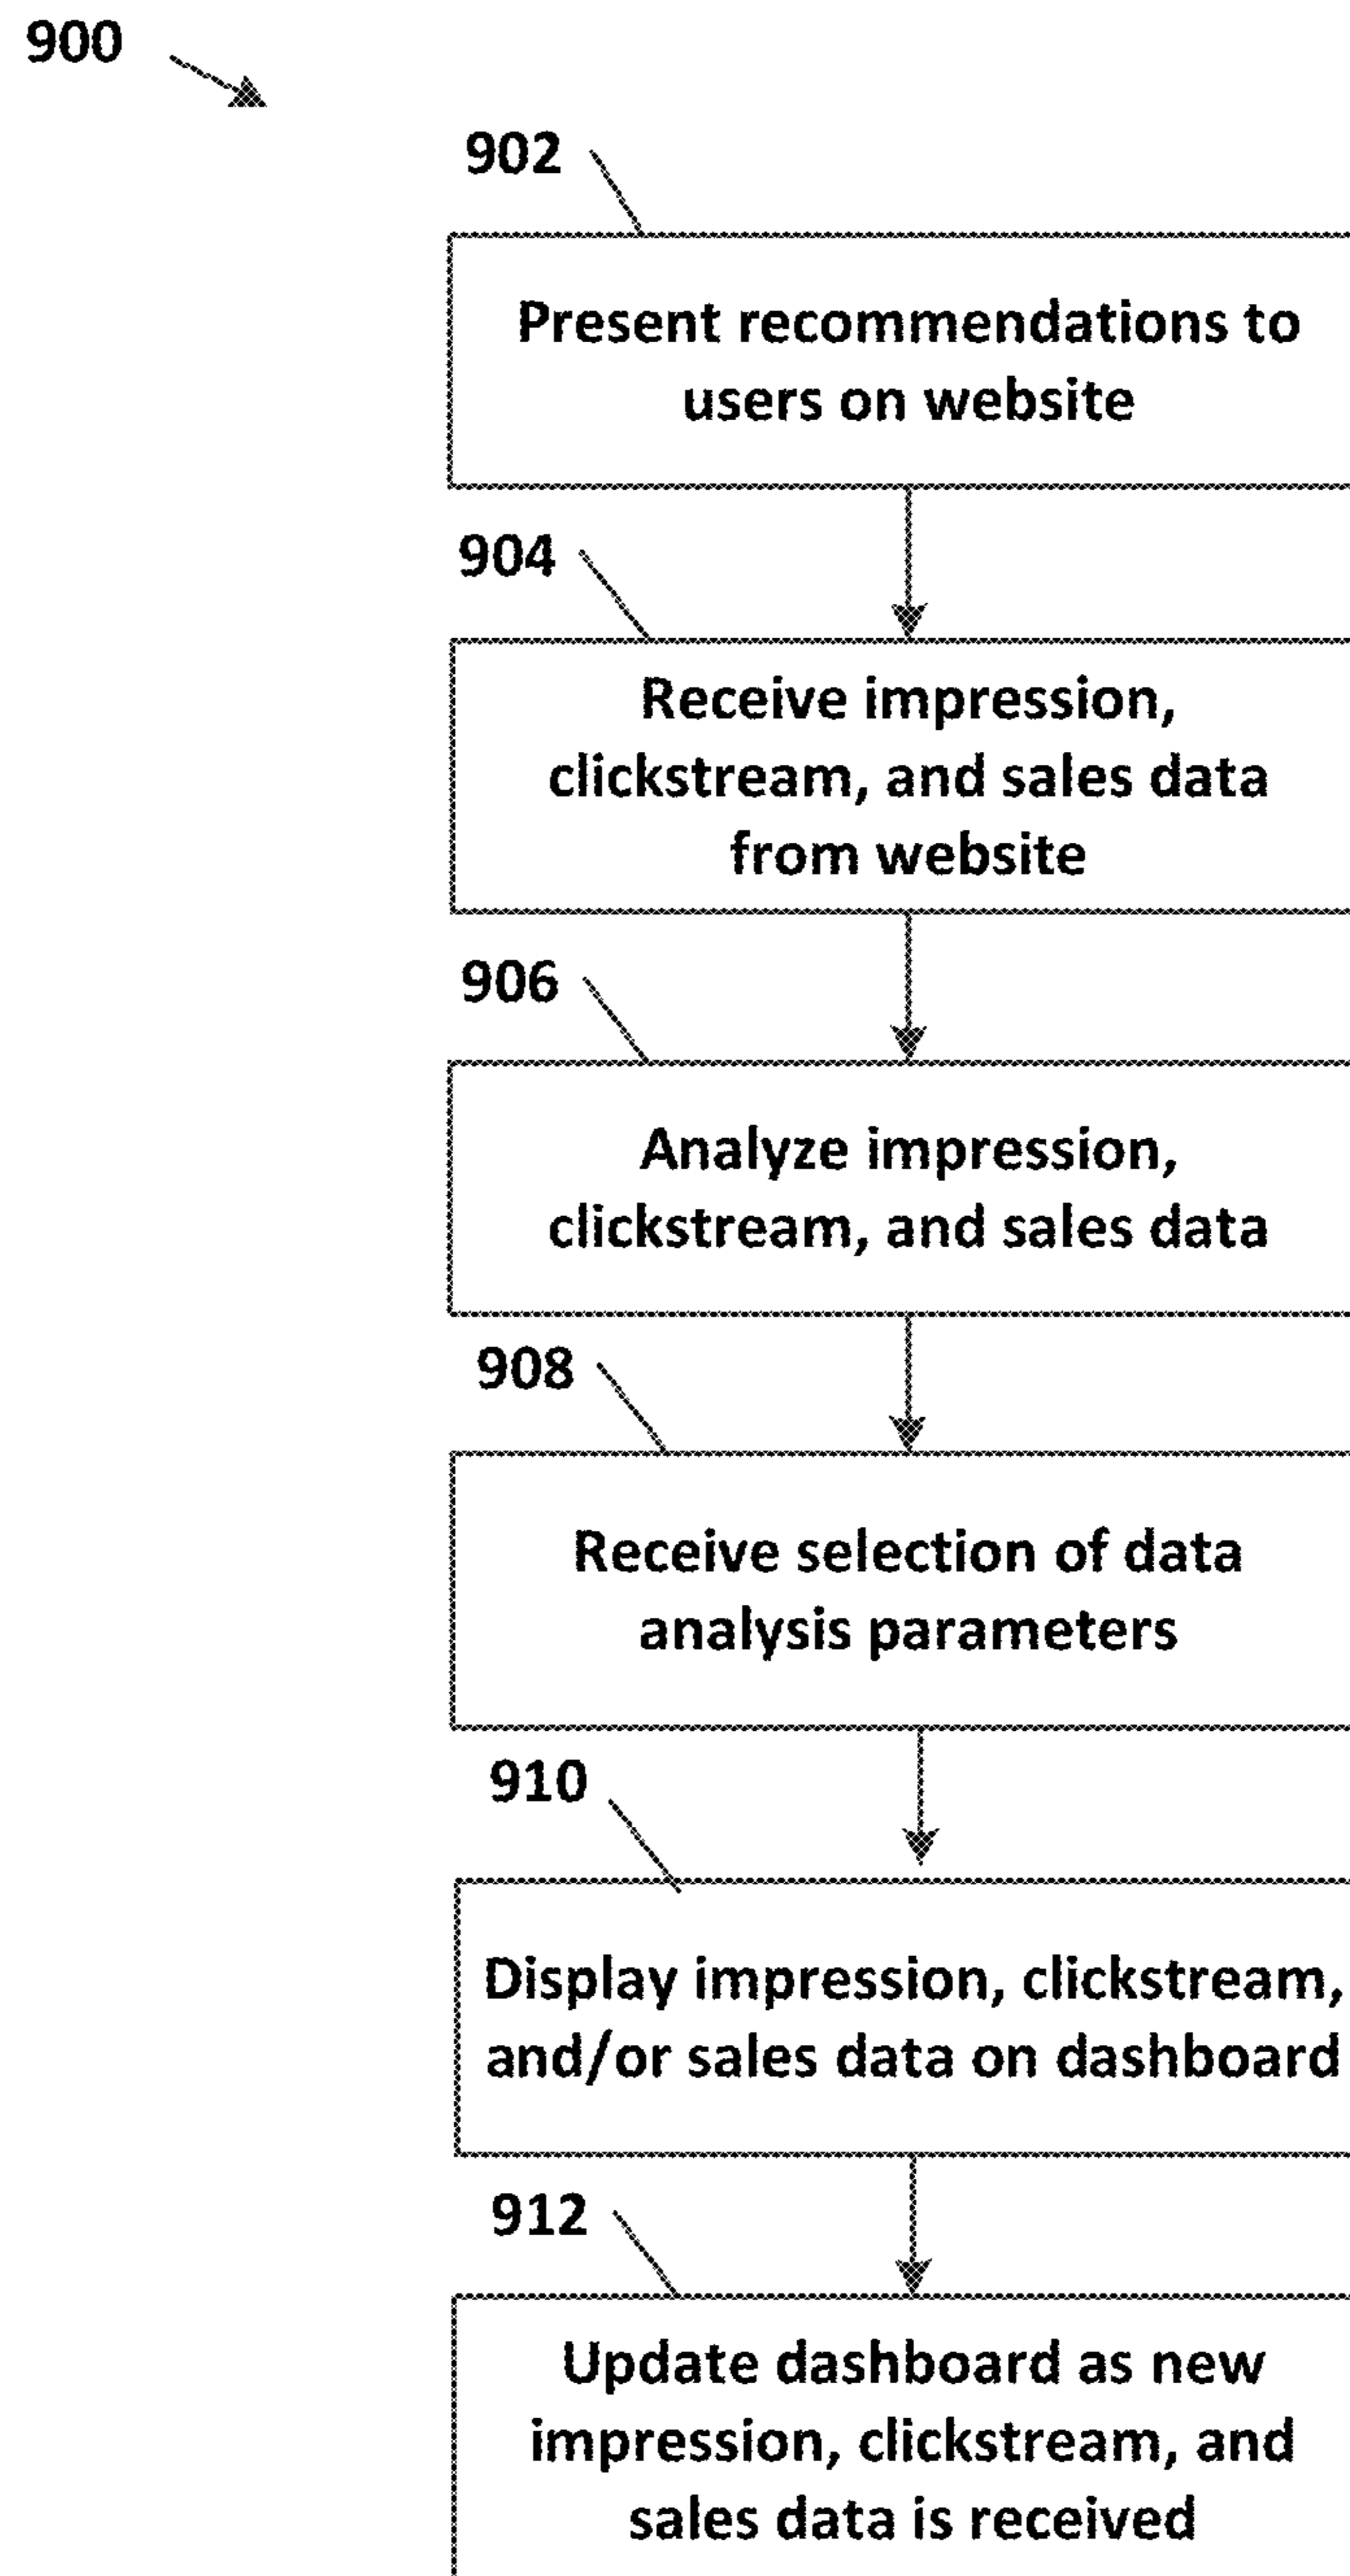 900
902
Present recommendations to
users on website
904
Receive impression,
clickstream, and sales data
from website
906
Analyze impression,
clickstream, and sales data
908
Receive selection of data
analysis parameters
910
Display impression, clickstream,
and/or sales data on dashboard
912
Update dashboard as new
impression, clickstream, and
sales data is received